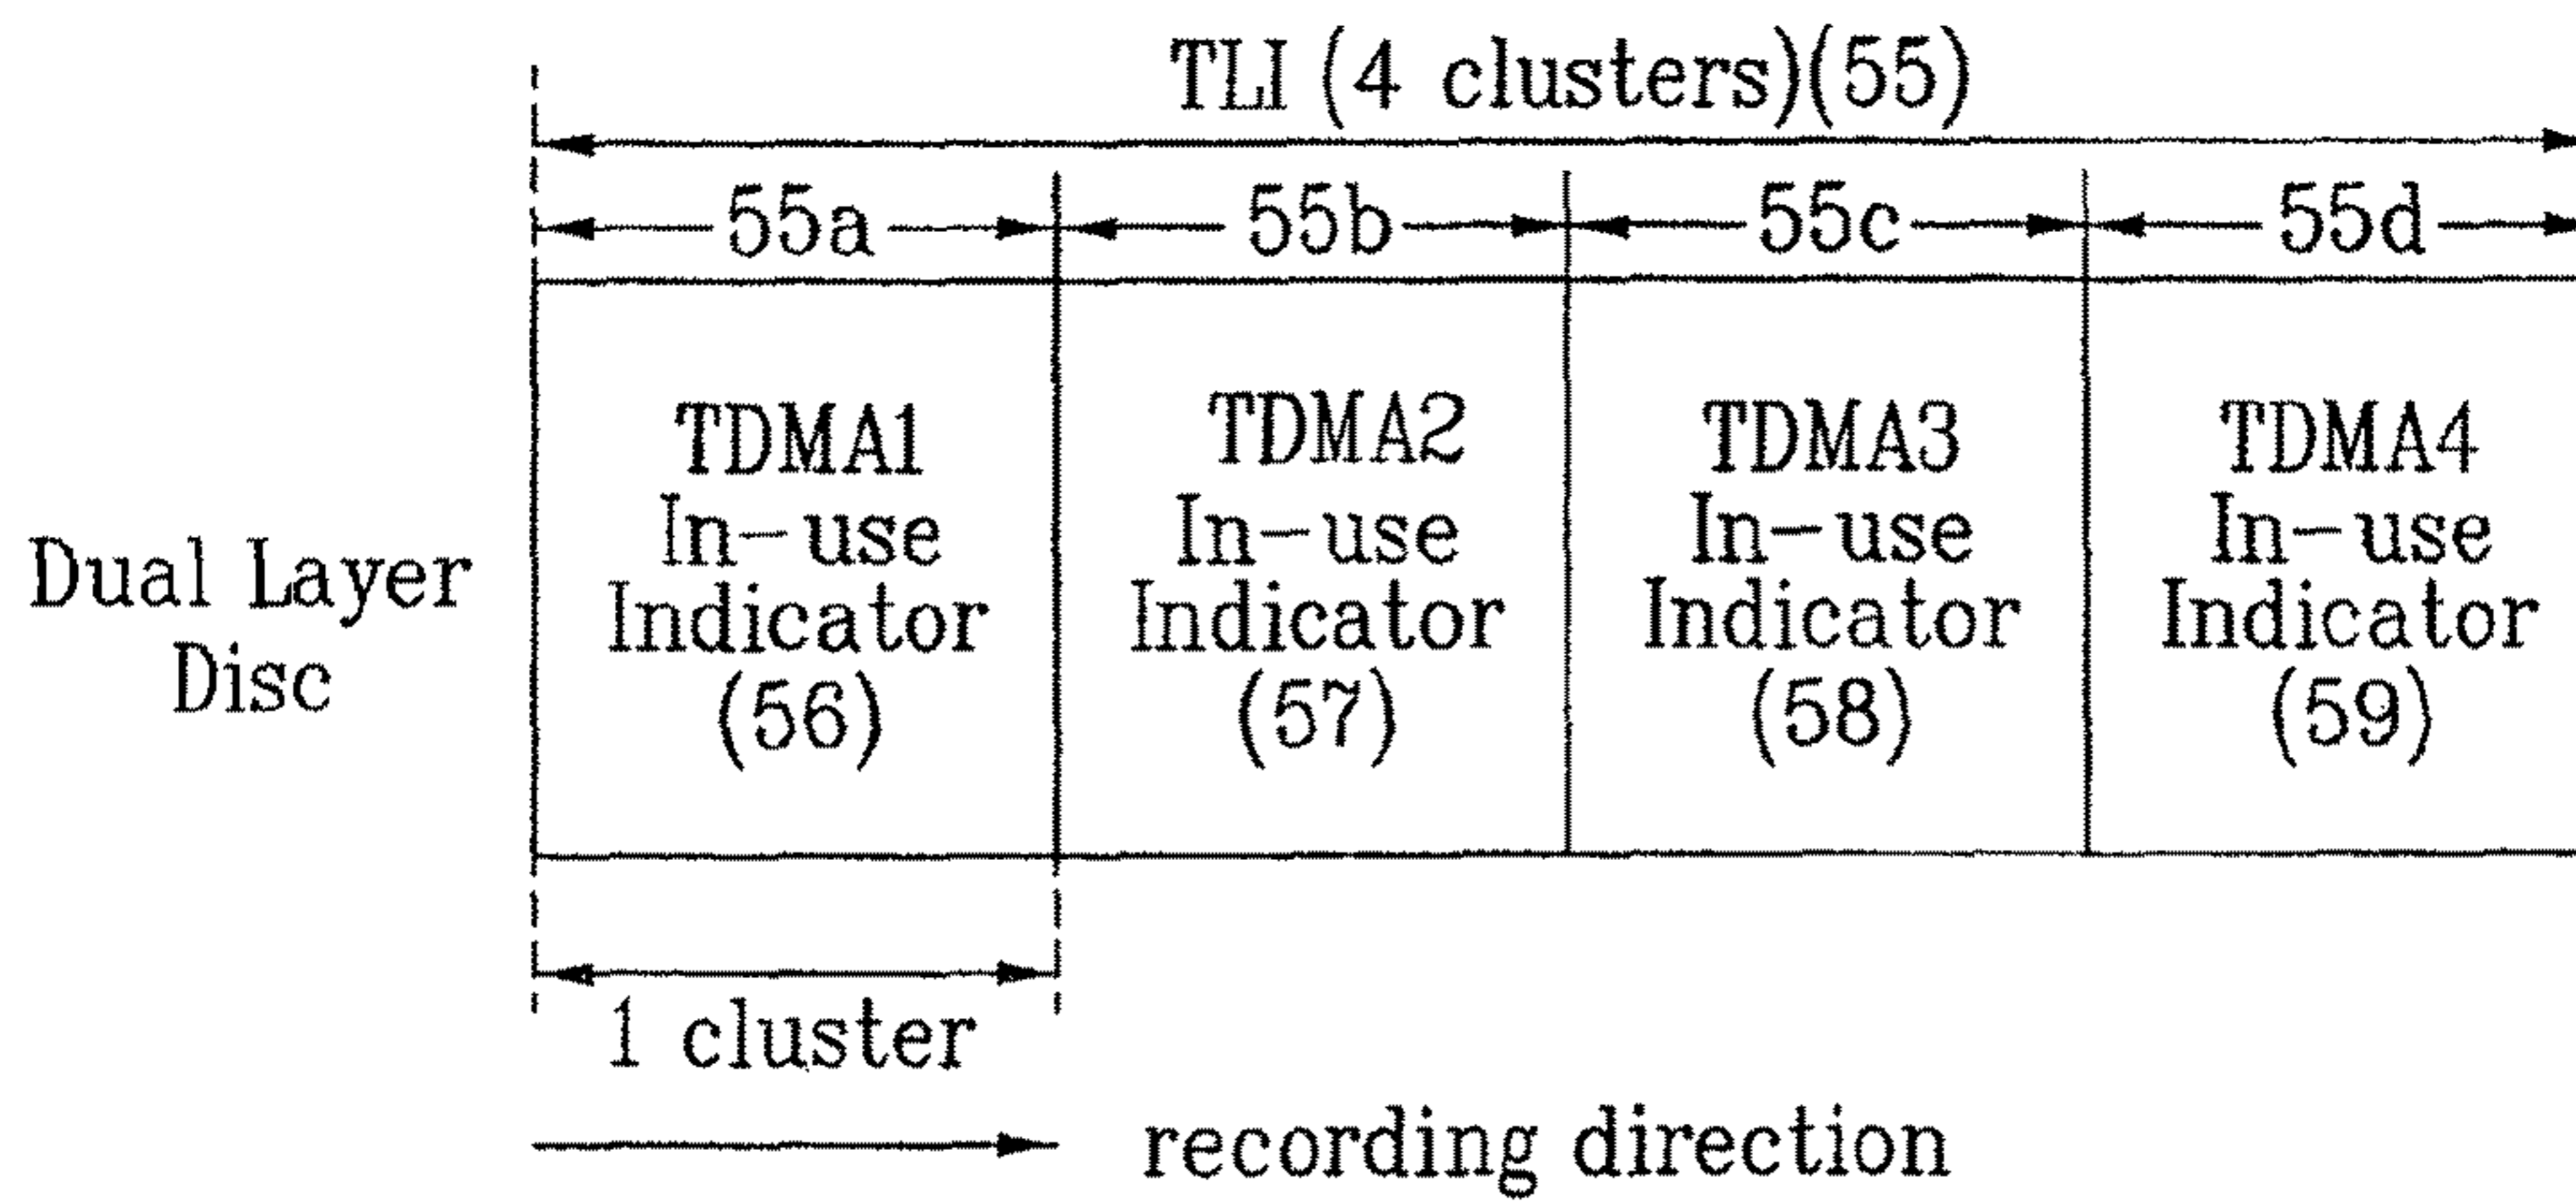 TLI (4 clusters)(55)
55a 55b 55c 55d
Dual Layer
Disc
TDMA1
In-use
Indicator
(56)
TDMA2
In-use
Indicator
(57)
TDMA3
In-use
Indicator
(58)
TDMA4
In-use
Indicator
(59)
1 cluster
recording direction